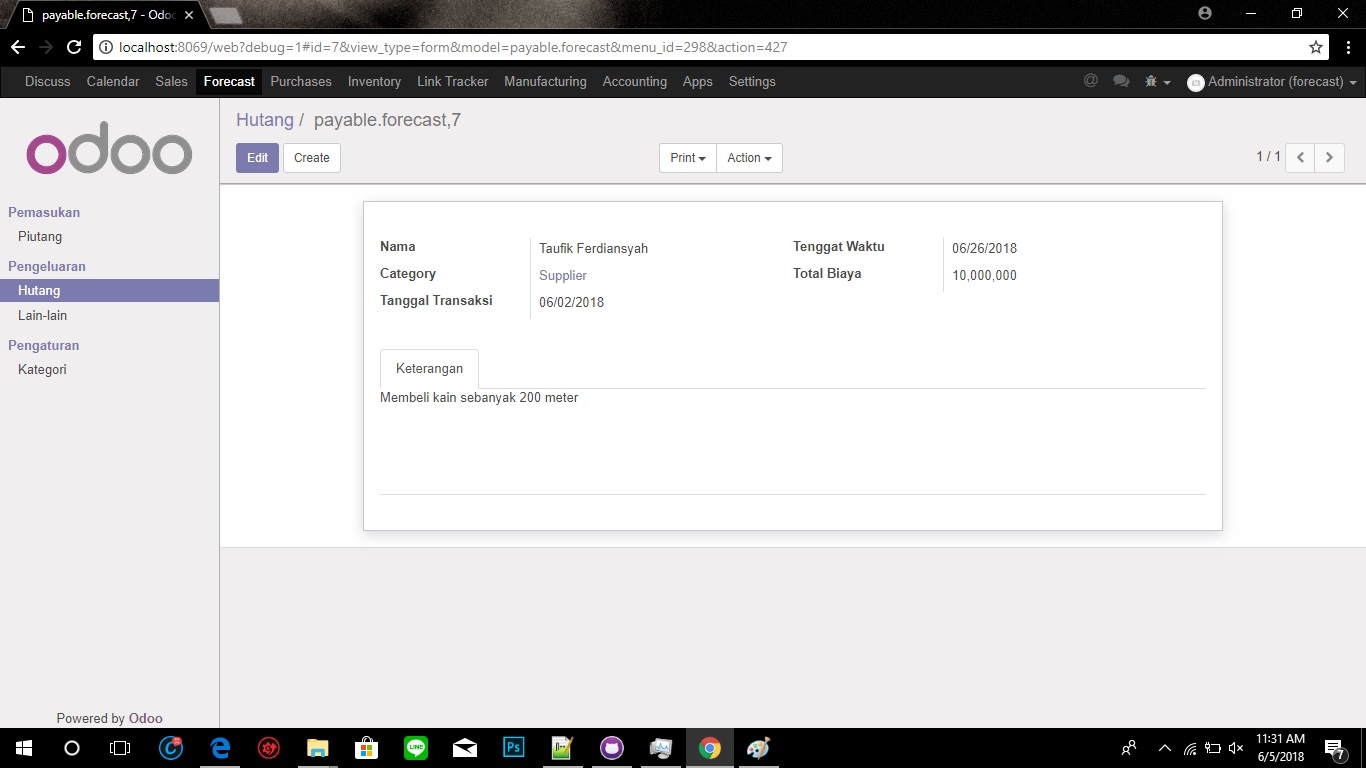 payable.forecast,7 - Odoo
localhost:8069/web?debug=1#id=7&view_type=form&model=payable.forecast&menu_id=298&action=427
Discuss Calendar Sales Forecast Purchases Inventory Link Tracker Manufacturing Accounting Apps Settings @ Administrator (forecast)
odoo
Hutang / payable.forecast,7
Edit Create Print Action 1 / 1
Pemasukan
Piutang
Pengeluaran
Hutang
Lain-lain
Pengaturan
Kategori
Nama Taufik Ferdiansyah
Category Supplier
Tanggal Transaksi 06/02/2018
Tenggat Waktu 06/26/2018
Total Biaya 10,000,000
Keterangan
Membeli kain sebanyak 200 meter
Powered by Odoo
LINE
Ps
11:31 AM
6/5/2018
7